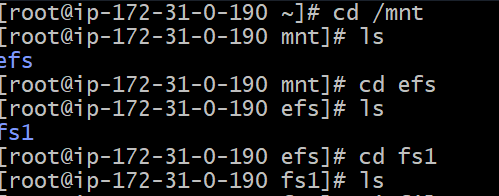 [root@ip-172-31-0-190 ~]# cd /mnt
[root@ip-172-31-0-190 mnt]# ls
efs
[root@ip-172-31-0-190 mnt]# cd efs
[root@ip-172-31-0-190 efs]# ls
fs1
[root@ip-172-31-0-190 efs]# cd fs1
[root@ip-172-31-0-190 fs1]# ls